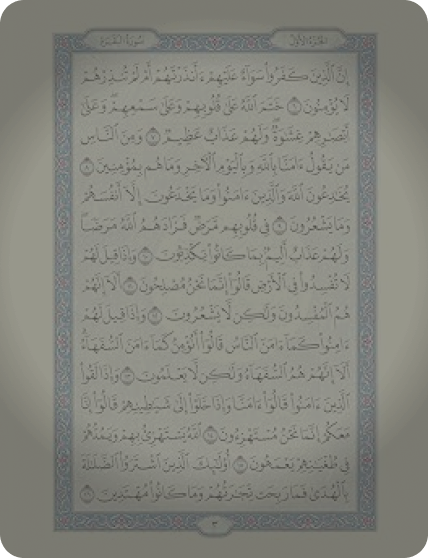 الجزء الأول
سورة البقرة
إِنَّ ٱلَّذِينَ كَفَرُوا۟ سَوَآءٌ عَلَيْهِمْ ءَأَنذَرْتَهُمْ أَمْ لَمْ تُنذِرْهُمْ
لَا يُؤْمِنُونَ ٦ خَتَمَ ٱللَّهُ عَلَىٰ قُلُوبِهِمْ وَعَلَىٰ سَمْعِهِمْ ۖ وَعَلَىٰٓ
أَبْصَٰرِهِمْ غِشَٰوَةٌ ۖ وَلَهُمْ عَذَابٌ عَظِيمٌ ٧ وَمِنَ ٱلنَّاسِ
مَن يَقُولُ ءَامَنَّا بِٱللَّهِ وَبِٱلْيَوْمِ ٱلْءَاخِرِ وَمَا هُم بِمُؤْمِنِينَ ٨
يُخَٰدِعُونَ ٱللَّهَ وَٱلَّذِينَ ءَامَنُوا۟ وَمَا يَخْدَعُونَ إِلَّآ أَنفُسَهُمْ
وَمَا يَشْعُرُونَ ٩ فِى قُلُوبِهِم مَّرَضٌ فَزَادَهُمُ ٱللَّهُ مَرَضًا ۖ
وَلَهُمْ عَذَابٌ أَلِيمٌۢ بِمَا كَانُوا۟ يَكْذِبُونَ ١٠ وَإِذَا قِيلَ لَهُمْ
لَا تُفْسِدُوا۟ فِى ٱلْأَرْضِ قَالُوٓا۟ إِنَّمَا نَحْنُ مُصْلِحُونَ ١١ أَلَآ إِنَّهُمْ
هُمُ ٱلْمُفْسِدُونَ وَلَٰكِن لَّا يَشْعُرُونَ ١٢ وَإِذَا قِيلَ لَهُمْ
ءَامِنُوا۟ كَمَآ ءَامَنَ ٱلنَّاسُ قَالُوٓا۟ أَنُؤْمِنُ كَمَآ ءَامَنَ ٱلسُّفَهَآءُ ۗ
أَلَآ إِنَّهُمْ هُمُ ٱلسُّفَهَآءُ وَلَٰكِن لَّا يَعْلَمُونَ ١٣ وَإِذَا لَقُوا۟
ٱلَّذِينَ ءَامَنُوا۟ قَالُوٓا۟ ءَامَنَّا وَإِذَا خَلَوْا۟ إِلَىٰ شَيَٰطِينِهِمْ قَالُوٓا۟ إِنَّا
مَعَكُمْ إِنَّمَا نَحْنُ مُسْتَهْزِءُونَ ١٤ ٱللَّهُ يَسْتَهْزِئُ بِهِمْ وَيَمُدُّهُمْ
فِى طُغْيَٰنِهِمْ يَعْمَهُونَ ١٥ أُو۟لَٰٓئِكَ ٱلَّذِينَ ٱشْتَرَوُا۟ ٱلضَّلَٰلَةَ
بِٱلْهُدَىٰ فَمَا رَبِحَت تِّجَٰرَتُهُمْ وَمَا كَانُوا۟ مُهْتَدِينَ ١٦
٣